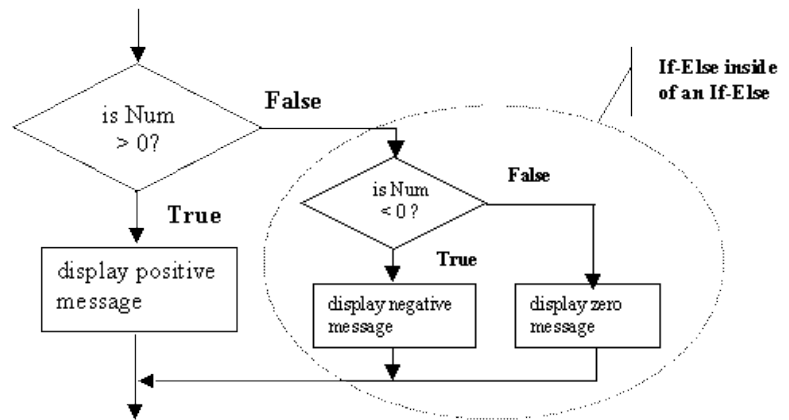 If-Else inside
of an If-Else
False
is Num
> 0?
False
is Num
< 0 ?
True
True
display positive
message
display negative
message
display zero
message